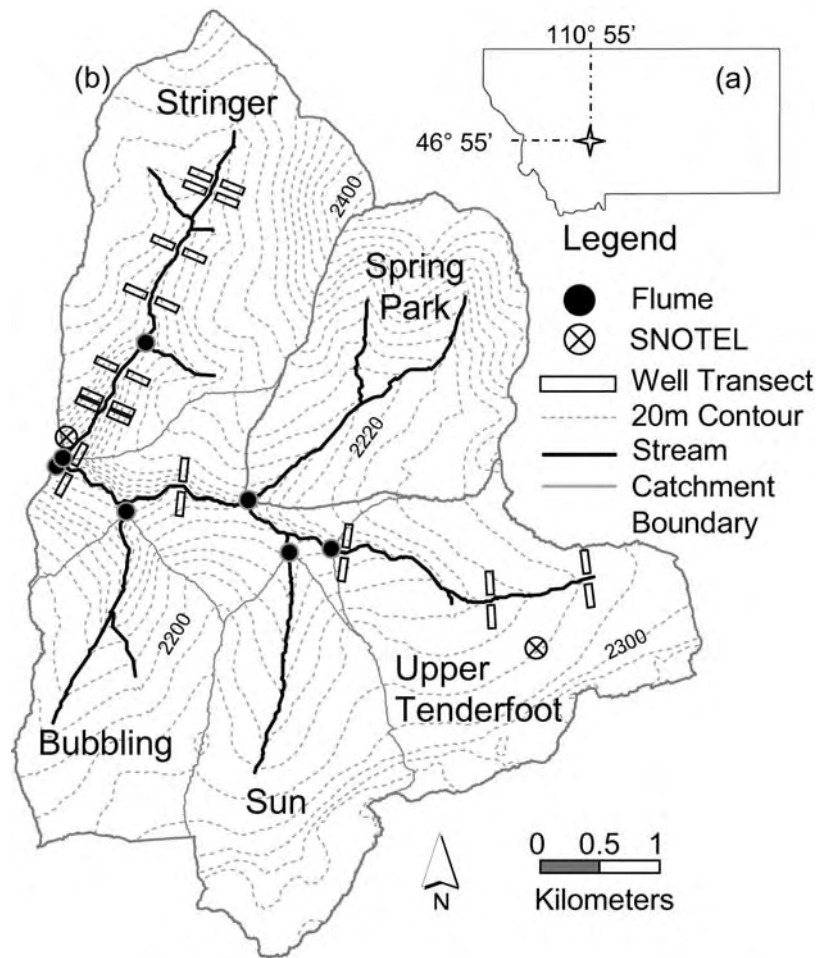 110° 55'
(b)
(a)
Stringer
46° 55'
2400
Legend
Spring
Park
Flume
SNOTEL
Well Transect
20m Contour
2220
Stream
Catchment
Boundary
2200
2300
Upper
Tenderfoot
Bubbling
Sun
0 0.5 1
N
Kilometers